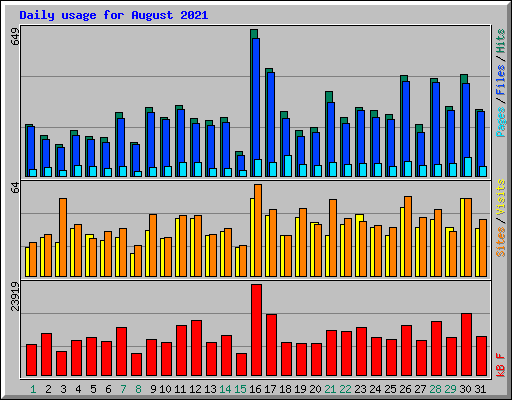 Daily usage for August 2021
649
Pages / Files / Hits
64
Sites / Visits
23919
kB F
1 2 3 4 5 6 7 8 9 10 11 12 13 14 15 16 17 18 19 20 21 22 23 24 25 26 27 28 29 30 31